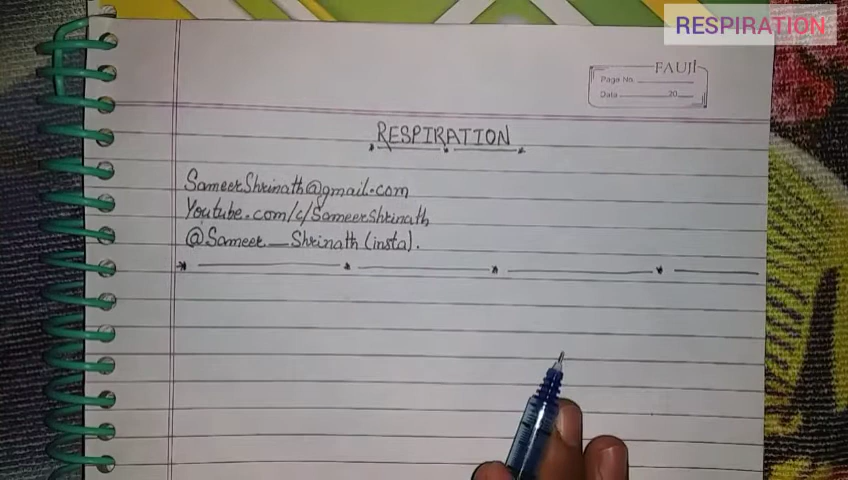 RESPIRATION
FAUJI
Page No.
Date 20
RESPIRATION
SameerShrinath@gmail.com
Youtube.com/c/SameerShrinath
@Sameer_Shrinath (insta).